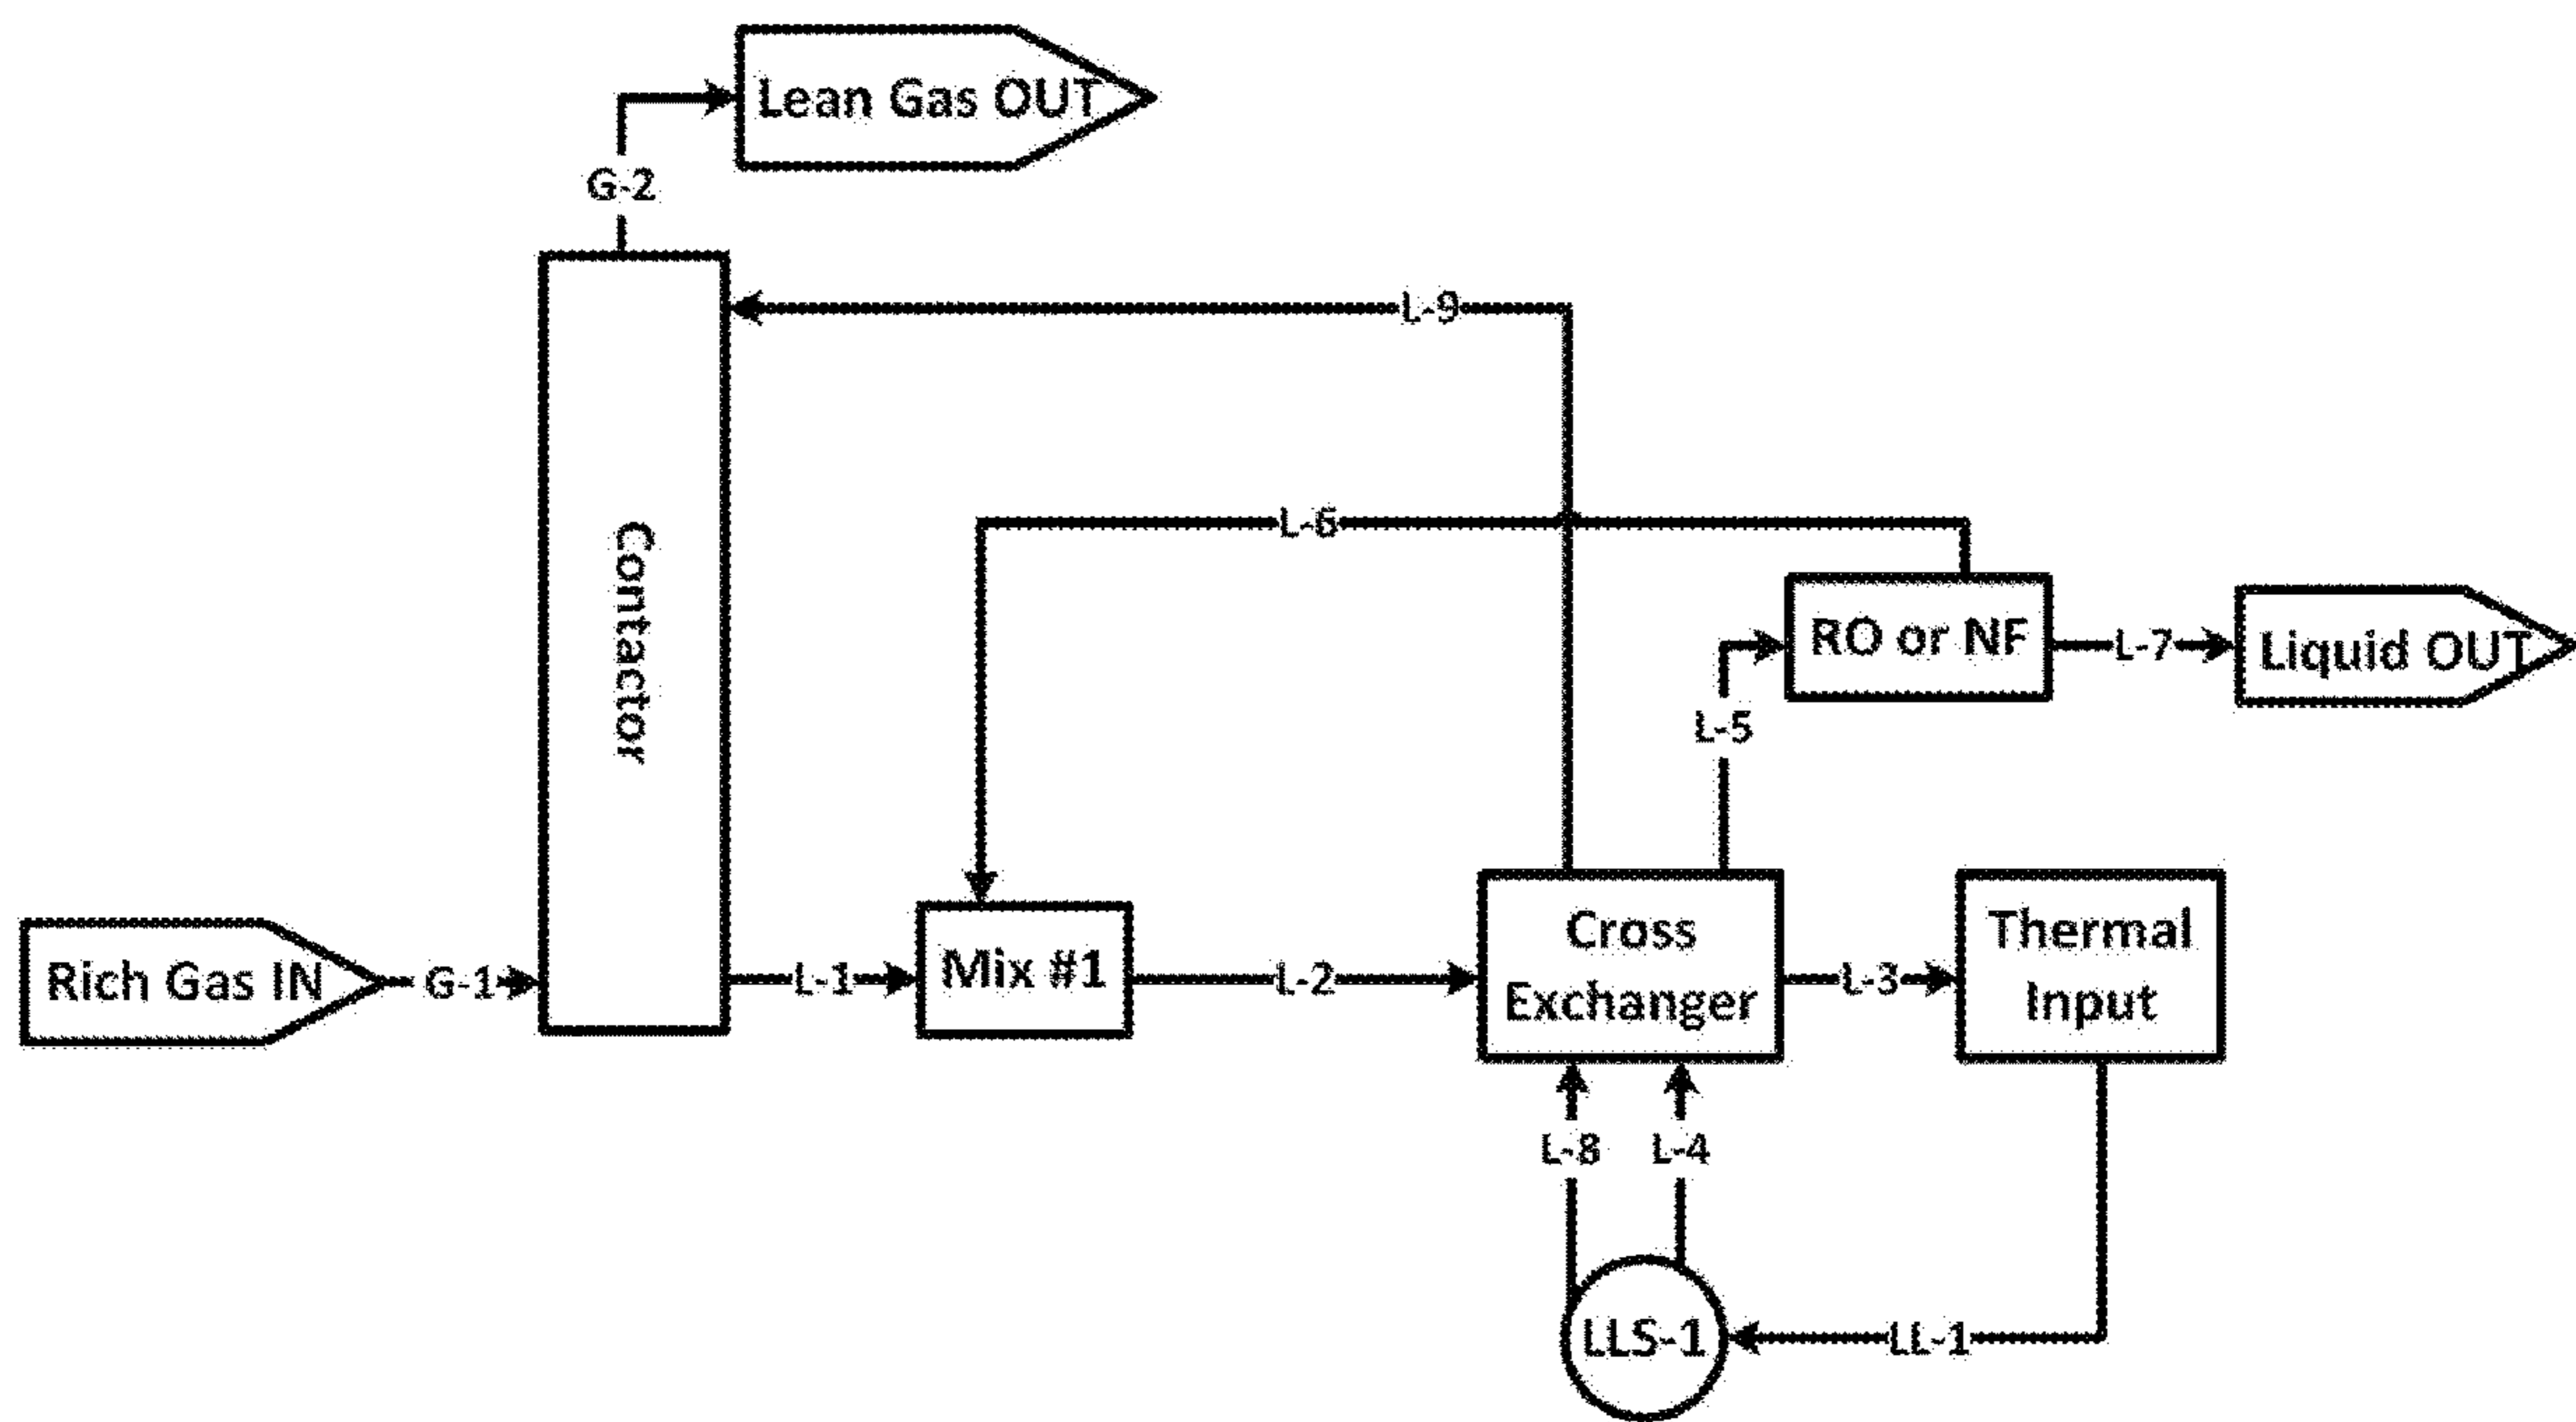 Lean Gas OUT
G-2
L-9
L-6
Contactor
RO or NF
L-7
Liquid OUT
L-5
Rich Gas IN
G-1
L-1
Mix #1
L-2
Cross
Exchanger
L-3
Thermal
Input
L-8
L-4
LLS-1
LL-1